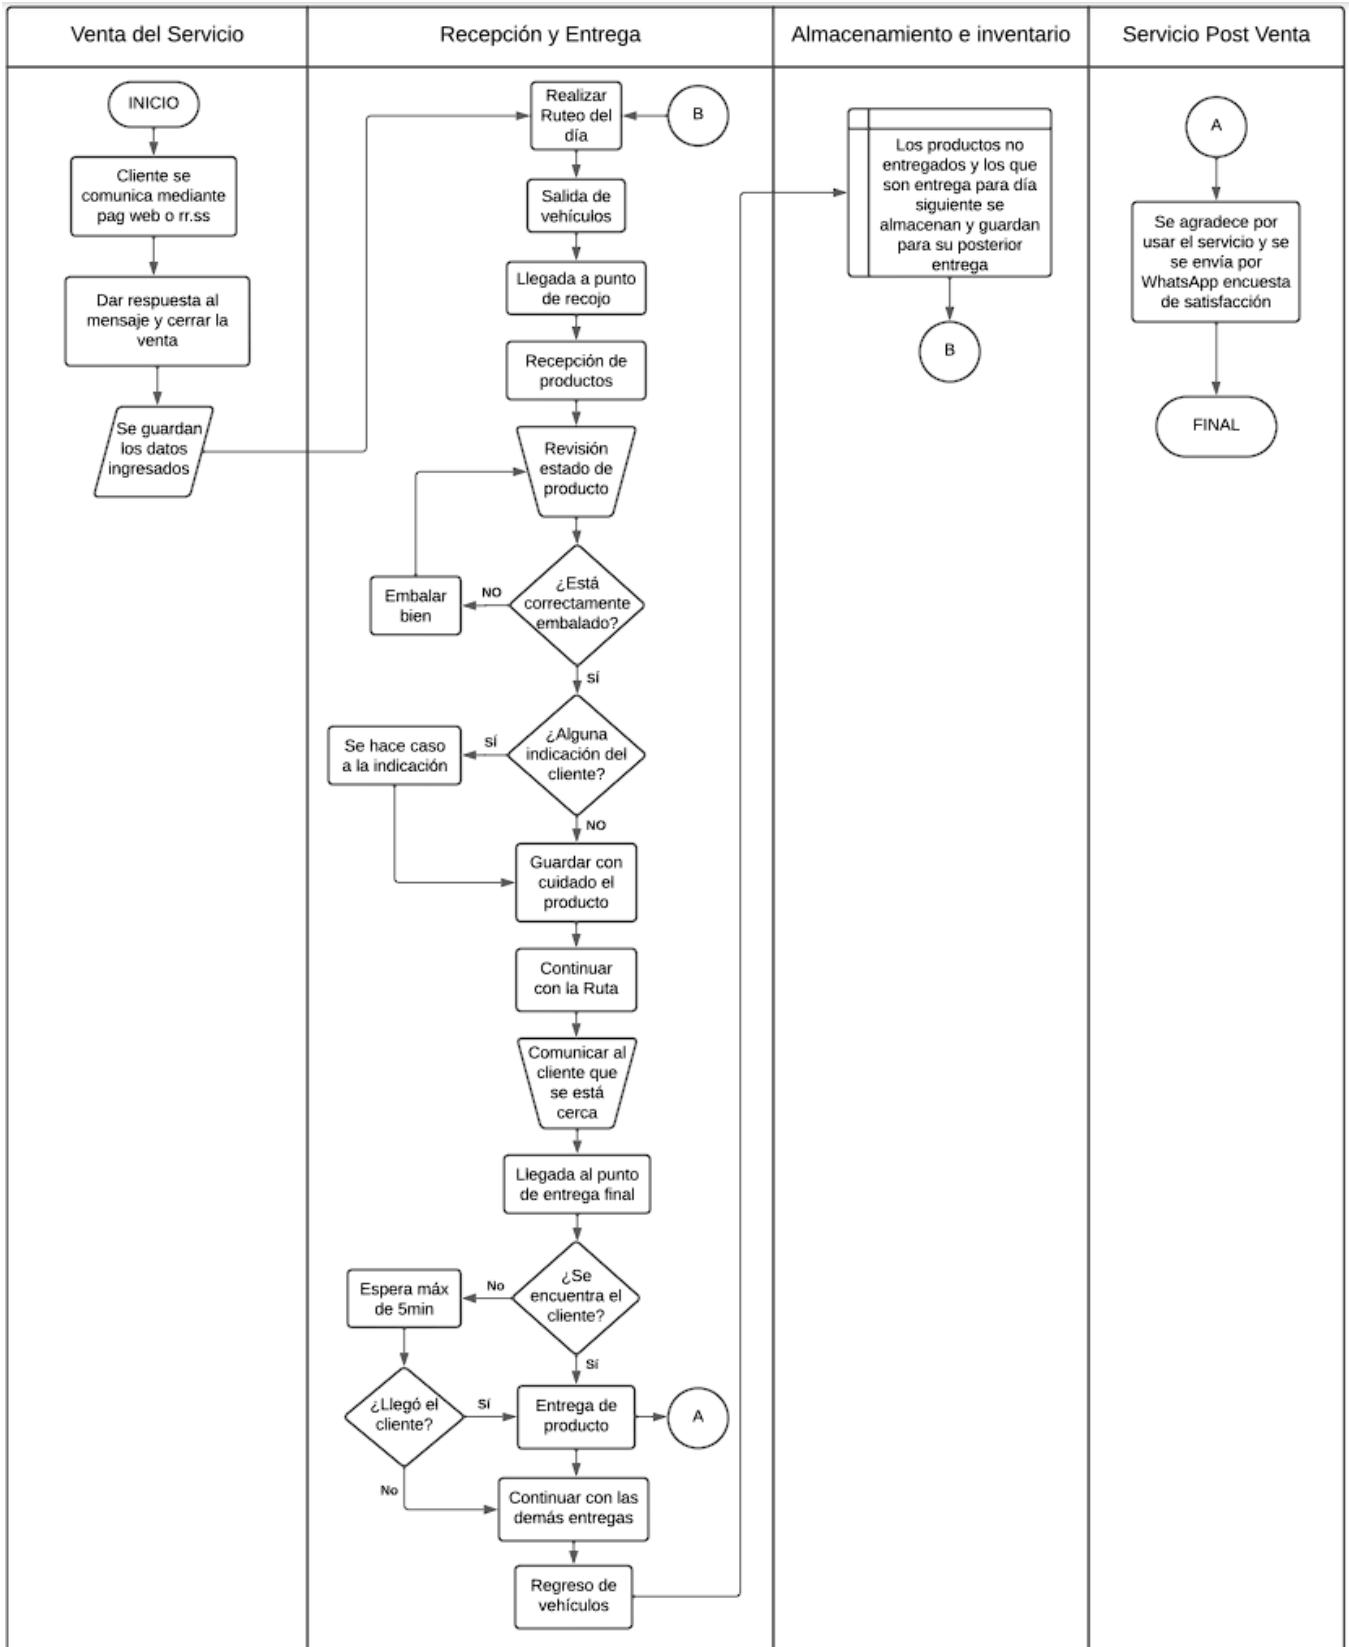 Venta del Servicio
Recepción y Entrega
Almacenamiento e inventario
Servicio Post Venta
INICIO
Cliente se
comunica mediante
pag web o rr.ss
Dar respuesta al
mensaje y cerrar la
venta
Se guardan
los datos
ingresados
Realizar
Ruteo del
día
B
Salida de
vehículos
Llegada a punto
de recojo
Recepción de
productos
Revisión
estado de
producto
¿Está
correctamente
embalado?
NO
Embalar
bien
SÍ
¿Alguna
indicación del
cliente?
SÍ
Se hace caso
a la indicación
NO
Guardar con
cuidado el
producto
Continuar
con la Ruta
Comunicar al
cliente que
se está
cerca
Llegada al punto
de entrega final
¿Se
encuentra el
cliente?
No
Espera máx
de 5min
Sí
¿Llegó el
cliente?
Sí
Entrega de
producto
A
No
Continuar con las
demás entregas
Regreso de
vehículos
Los productos no
entregados y los que
son entrega para día
siguiente se
almacenan y guardan
para su posterior
entrega
B
A
Se agradece por
usar el servicio y se
se envía por
WhatsApp encuesta
de satisfacción
FINAL